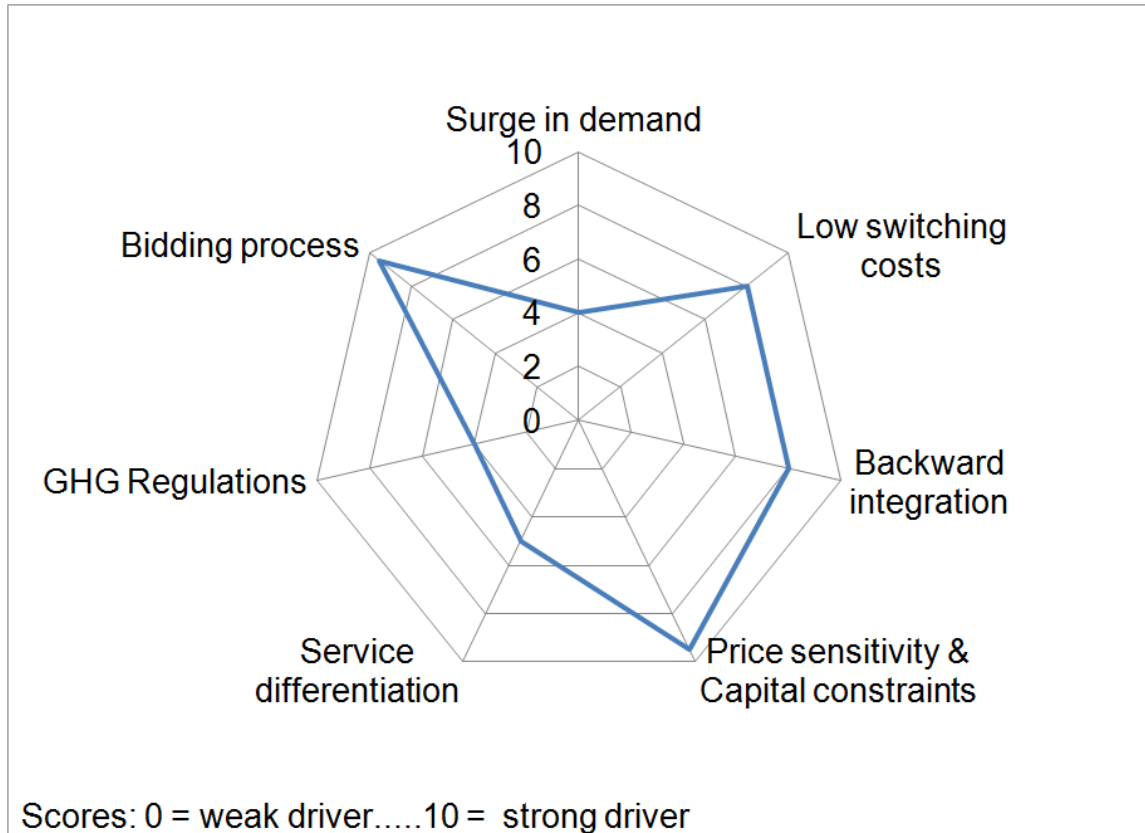 Surge in demand
10
8
6
4
2
0
Low switching
costs
Backward
integration
Price sensitivity &
Capital constraints
Service
differentiation
GHG Regulations
Bidding process
Scores: 0 = weak driver.....10 = strong driver